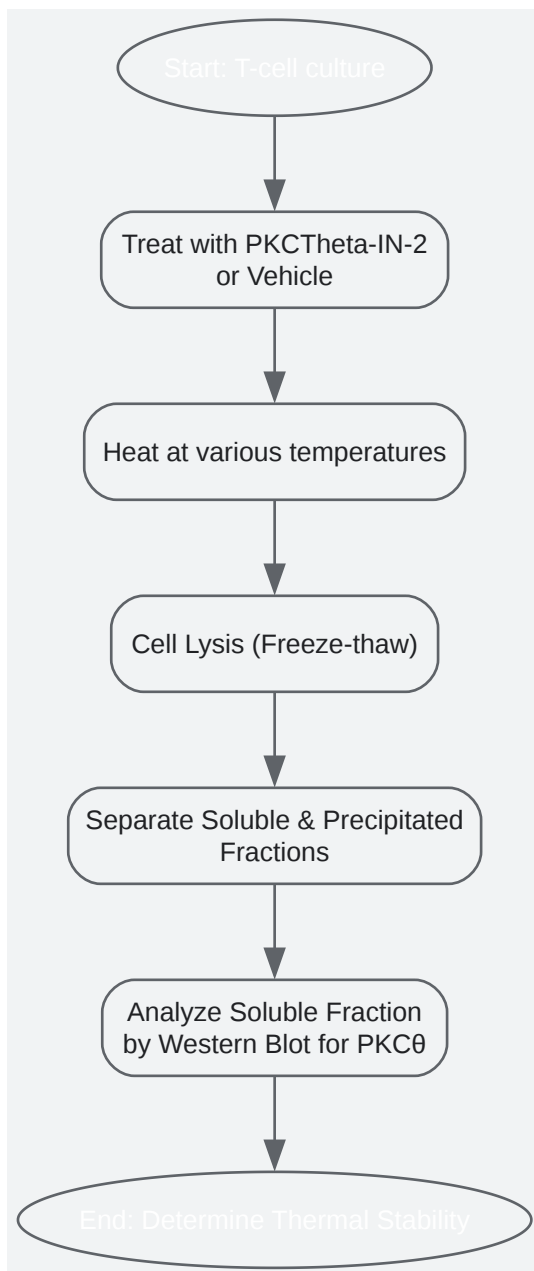 Start: T-cell culture
Treat with PKCTheta-IN-2
or Vehicle
Heat at various temperatures
Cell Lysis (Freeze-thaw)
Separate Soluble & Precipitated
Fractions
Analyze Soluble Fraction
by Western Blot for PKCθ
End: Determine Thermal Stability